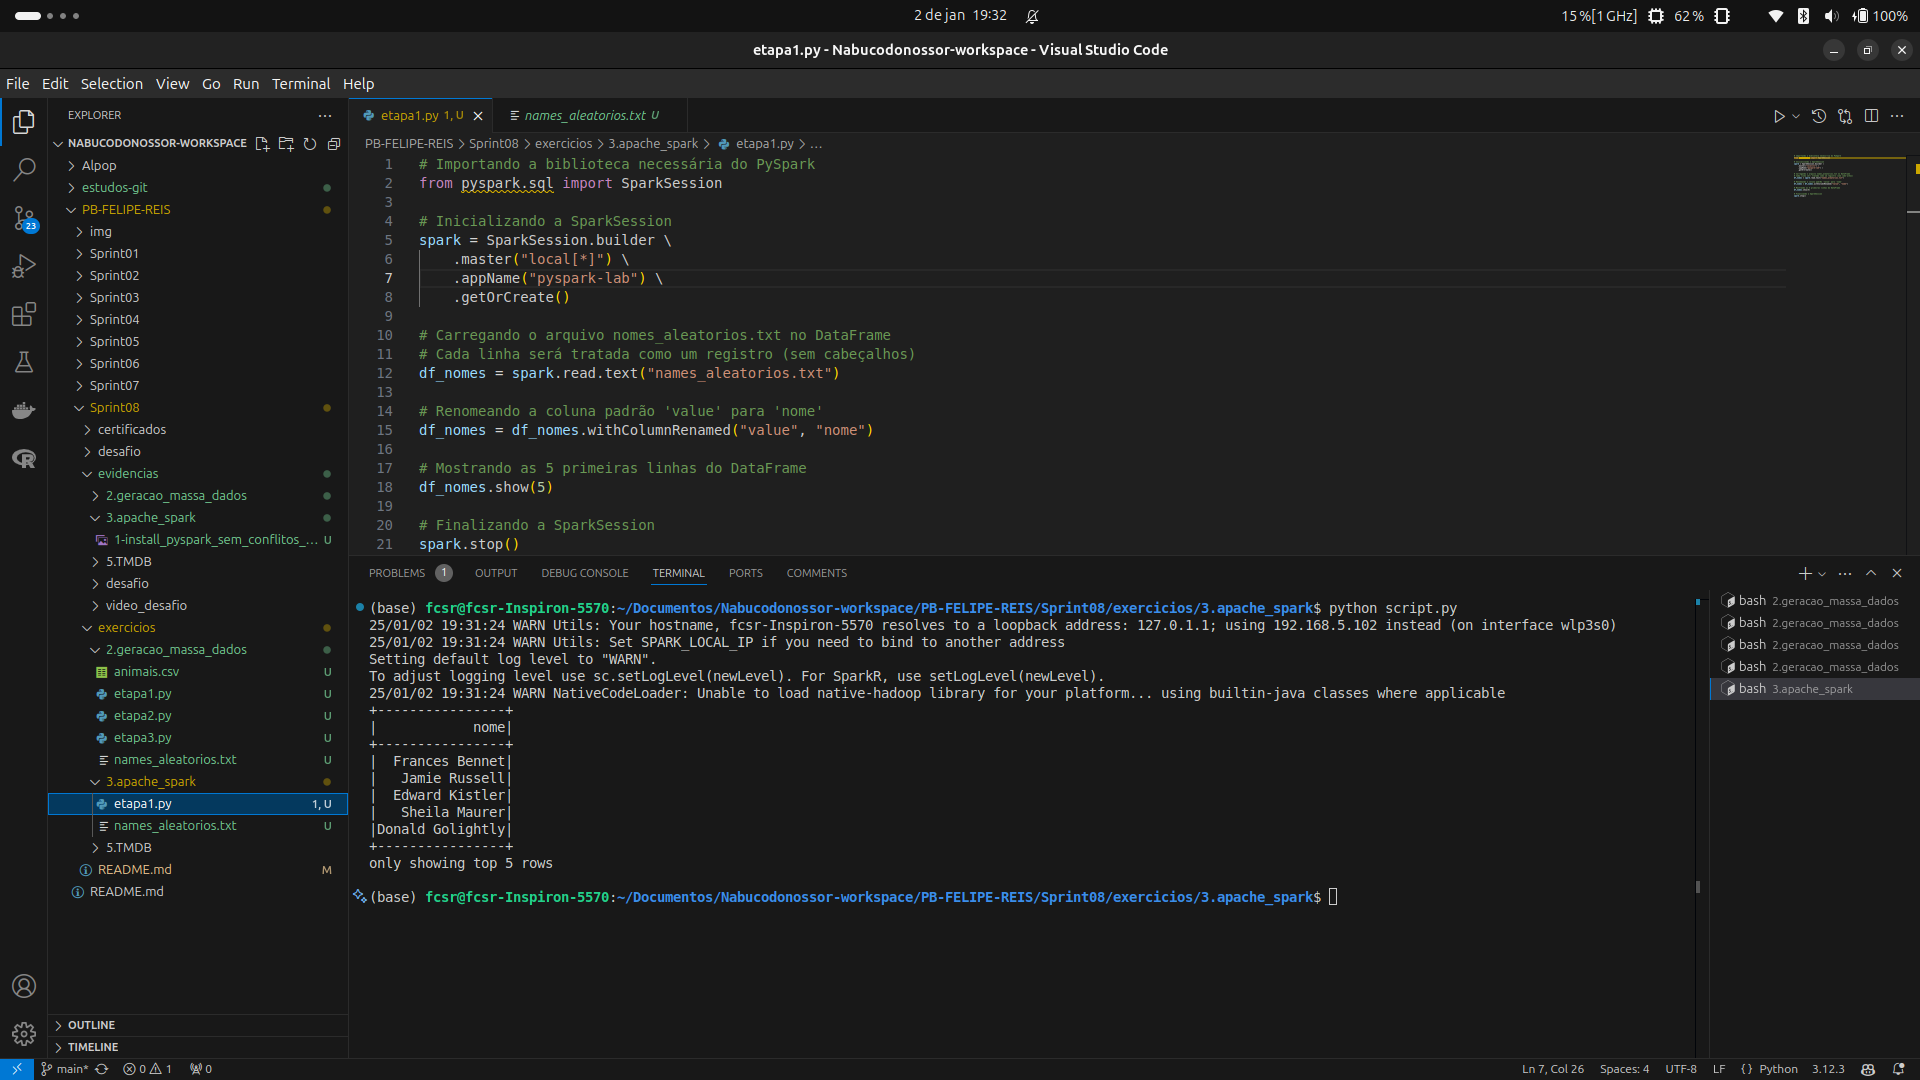 2 de jan 19:32
15 %[1 GHz] 62 % 100%
etapa1.py - Nabucodonossor-workspace - Visual Studio Code
File Edit Selection View Go Run Terminal Help
EXPLORER
NABUCODONOSSOR-WORKSPACE
Alpop
estudos-git
PB-FELIPE-REIS
img
Sprint01
Sprint02
Sprint03
Sprint04
Sprint05
Sprint06
Sprint07
Sprint08
certificados
desafio
evidencias
2.geracao_massa_dados
3.apache_spark
1-install_pyspark_sem_conflitos_... U
5.TMDB
desafio
video_desafio
exercicios
2.geracao_massa_dados
animais.csv U
etapa1.py U
etapa2.py U
etapa3.py U
names_aleatorios.txt U
3.apache_spark
etapa1.py 1, U
names_aleatorios.txt U
5.TMDB
README.md M
README.md
OUTLINE
TIMELINE
23
etapa1.py 1, U
names_aleatorios.txt U
PB-FELIPE-REIS > Sprint08 > exercicios > 3.apache_spark > etapa1.py > ...
1 # Importando a biblioteca necessária do PySpark
2 from pyspark.sql import SparkSession
3
4 # Inicializando a SparkSession
5 spark = SparkSession.builder \
6 .master("local[*]") \
7 .appName("pyspark-lab") \
8 .getOrCreate()
9
10 # Carregando o arquivo nomes_aleatorios.txt no DataFrame
11 # Cada linha será tratada como um registro (sem cabeçalhos)
12 df_nomes = spark.read.text("names_aleatorios.txt")
13
14 # Renomeando a coluna padrão 'value' para 'nome'
15 df_nomes = df_nomes.withColumnRenamed("value", "nome")
16
17 # Mostrando as 5 primeiras linhas do DataFrame
18 df_nomes.show(5)
19
20 # Finalizando a SparkSession
21 spark.stop()
PROBLEMS 1 OUTPUT DEBUG CONSOLE TERMINAL PORTS COMMENTS
(base) fcsr@fcsr-Inspiron-5570:~/Documentos/Nabucodonossor-workspace/PB-FELIPE-REIS/Sprint08/exercicios/3.apache_spark$ python script.py
25/01/02 19:31:24 WARN Utils: Your hostname, fcsr-Inspiron-5570 resolves to a loopback address: 127.0.1.1; using 192.168.5.102 instead (on interface wlp3s0)
25/01/02 19:31:24 WARN Utils: Set SPARK_LOCAL_IP if you need to bind to another address
Setting default log level to "WARN".
To adjust logging level use sc.setLogLevel(newLevel). For SparkR, use setLogLevel(newLevel).
25/01/02 19:31:24 WARN NativeCodeLoader: Unable to load native-hadoop library for your platform... using builtin-java classes where applicable
+----------------+
|            nome|
+----------------+
|  Frances Bennet|
|   Jamie Russell|
|  Edward Kistler|
|   Sheila Maurer|
|Donald Golightly|
+----------------+
only showing top 5 rows
(base) fcsr@fcsr-Inspiron-5570:~/Documentos/Nabucodonossor-workspace/PB-FELIPE-REIS/Sprint08/exercicios/3.apache_spark$
bash 2.geracao_massa_dados
bash 2.geracao_massa_dados
bash 2.geracao_massa_dados
bash 2.geracao_massa_dados
bash 3.apache_spark
main* 0 1 0
Ln 7, Col 26 Spaces: 4 UTF-8 LF { } Python 3.12.3